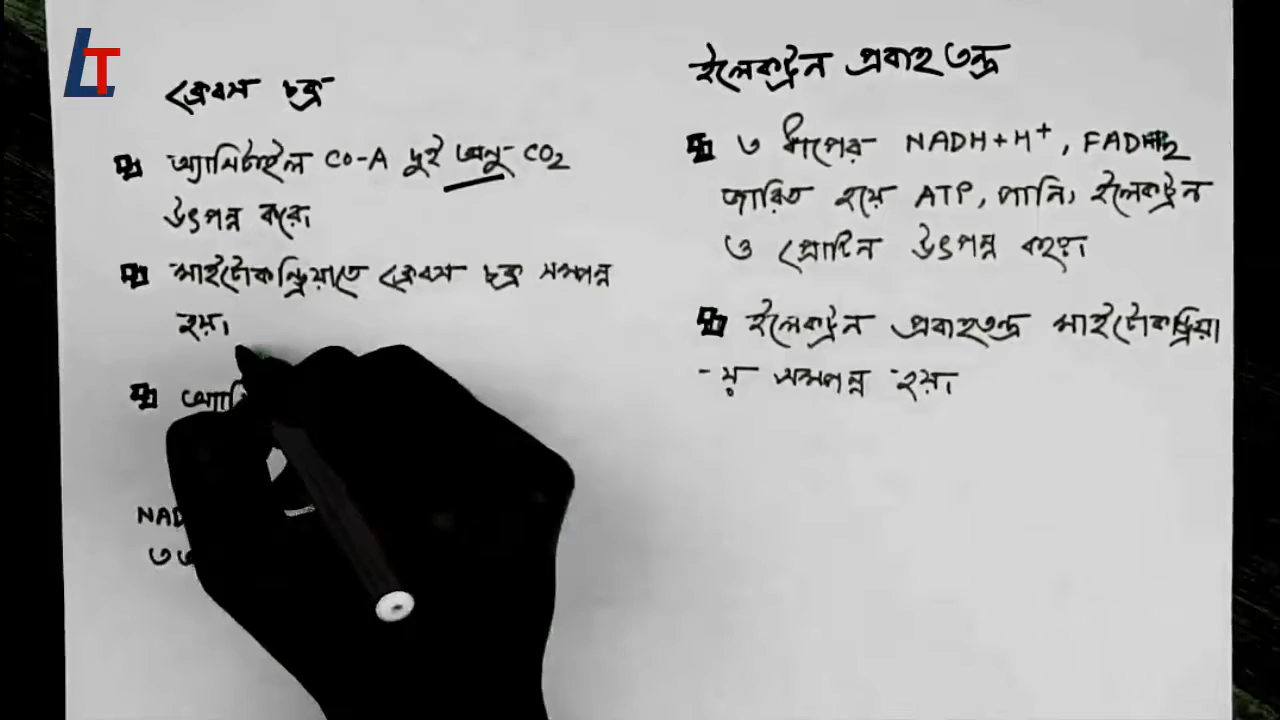 LT
ক্রেবস চক্র
অ্যাসিটাইল CO-A দুই অনু CO2
উৎপন্ন করে।
মাইটোকন্ড্রিয়াতে ক্রেবস চক্র সম্পন্ন
হয়।
NAD
ইলেকট্রন প্রবাহ তন্ত্র
৩ ধাপের NADH+H+, FADH2
জারিত হয়ে ATP, পানি, ইলেকট্রন
ও প্রোটিন উৎপন্ন করে।
ইলেকট্রন প্রবাহতন্ত্র মাইটোকন্ড্রিয়া
-য় সম্পন্ন হয়।